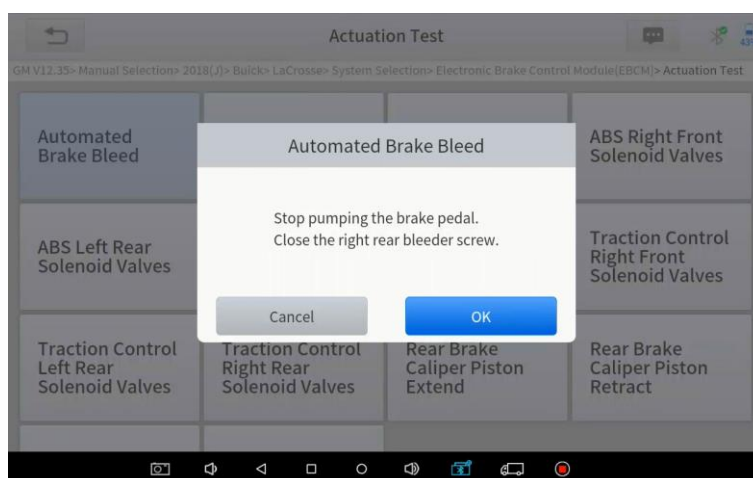 Actuation Test
43%
GM V12.35> Manual Selection> 2018(J)> Buick> LaCrosse> System Selection> Electronic Brake Control Module(EBCM)> Actuation Test
Automated
Brake Bleed
ABS Right Front
Solenoid Valves
Automated Brake Bleed
Stop pumping the brake pedal.
Close the right rear bleeder screw.
Cancel
OK
ABS Left Rear
Solenoid Valves
Traction Control
Right Front
Solenoid Valves
Traction Control
Left Rear
Solenoid Valves
Traction Control
Right Rear
Solenoid Valves
Rear Brake
Caliper Piston
Extend
Rear Brake
Caliper Piston
Retract